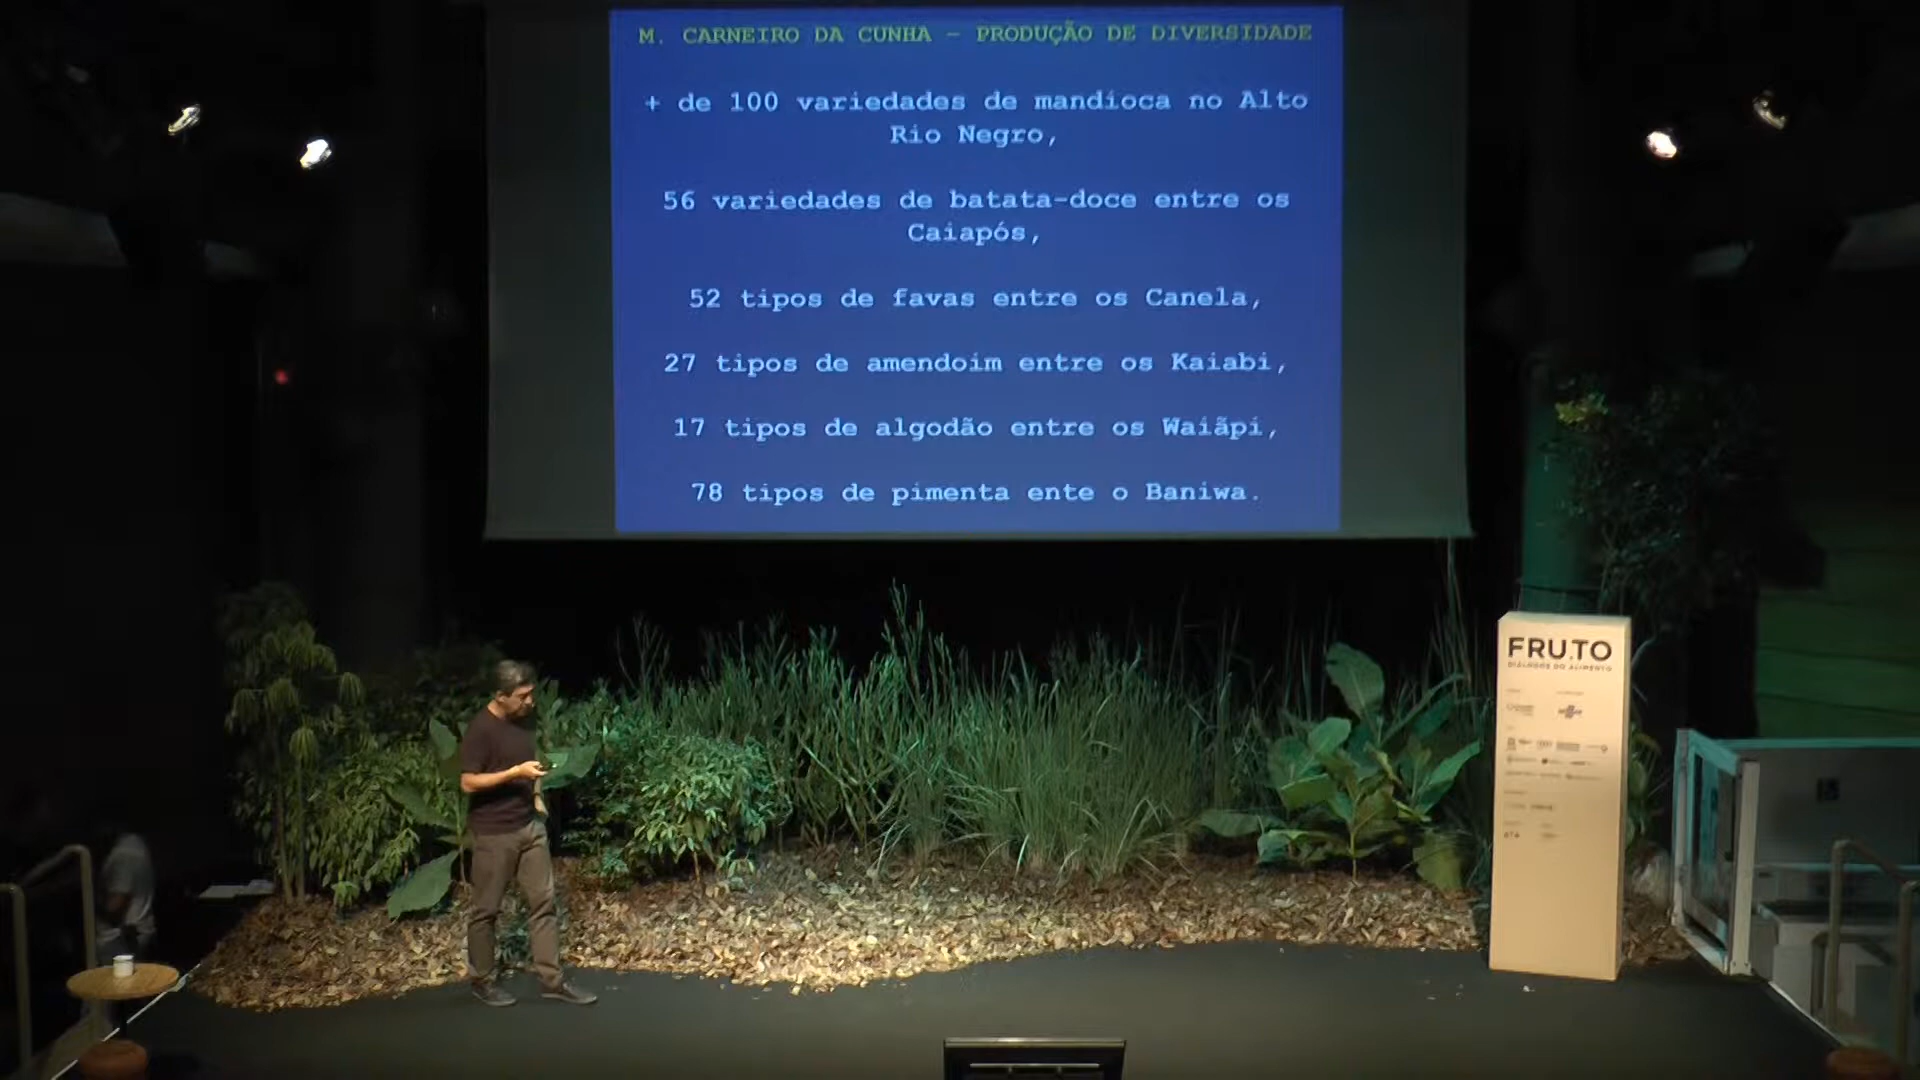 M. CARNEIRO DA CUNHA – PRODUÇÃO DE DIVERSIDADE
+ de 100 variedades de mandioca no Alto
Rio Negro,
56 variedades de batata-doce entre os
Caiapós,
52 tipos de favas entre os Canela,
27 tipos de amendoim entre os Kaiabi,
17 tipos de algodão entre os Waiãpi,
78 tipos de pimenta ente o Baniwa.
FRU.TO
DIÁLOGOS DO ALIMENTO